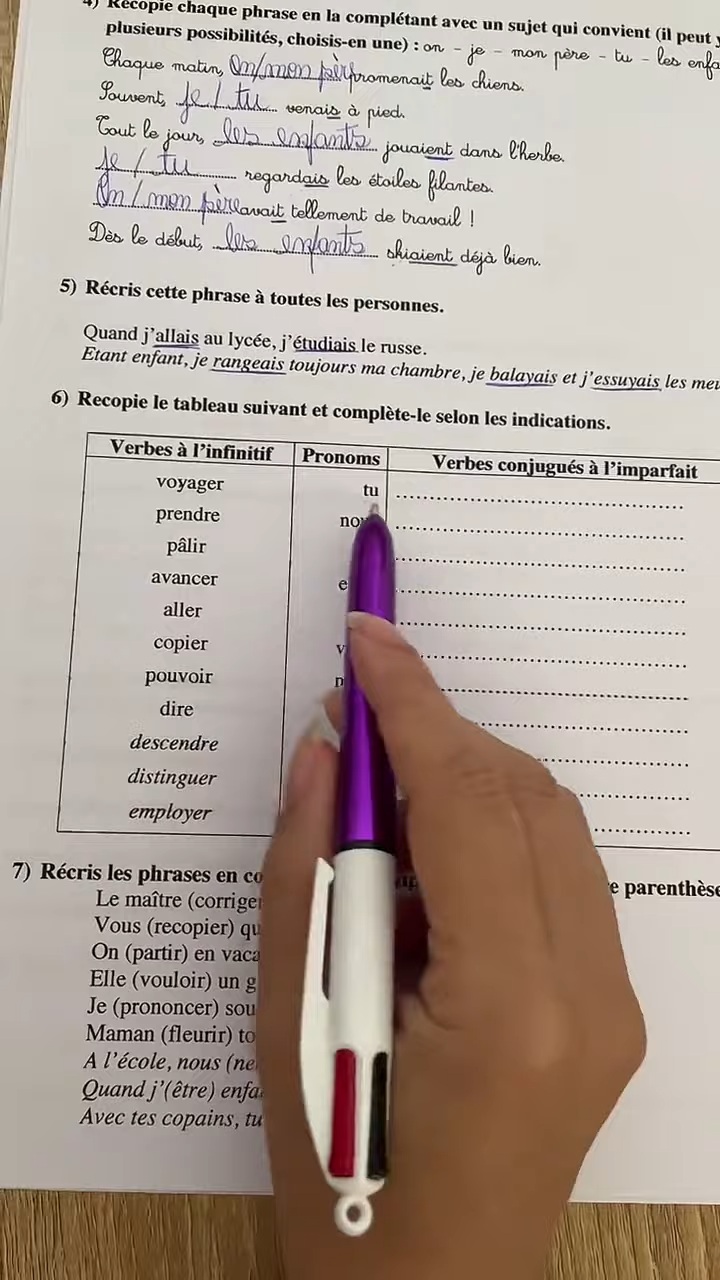 4) Recopie chaque phrase en la complétant avec un sujet qui convient (il peut y
plusieurs possibilités, choisis-en une) : on - je - mon père - tu - les enfa
Chaque matin, On/mon père promenait les chiens.
Souvent, je / tu venais à pied.
Tout le jour, les enfants jouaient dans l'herbe.
je / tu regardais les étoiles filantes.
On / mon père avait tellement de travail !
Dès le début, les enfants skiaient déjà bien.
5) Récris cette phrase à toutes les personnes.
Quand j'allais au lycée, j'étudiais le russe.
Etant enfant, je rangeais toujours ma chambre, je balayais et j'essuyais les meu
6) Recopie le tableau suivant et complète-le selon les indications.
Verbes à l'infinitif Pronoms Verbes conjugués à l'imparfait
voyager tu
prendre
pâlir
avancer
aller
copier
pouvoir
dire
descendre
distinguer
employer
7) Récris les phrases en co e parenthèse
Le maître (corriger
Vous (recopier) qu
On (partir) en vaca
Elle (vouloir) un g
Je (prononcer) sou
Maman (fleurir) to
A l'école, nous (ne
Quand j'(être) enfa
Avec tes copains, tu